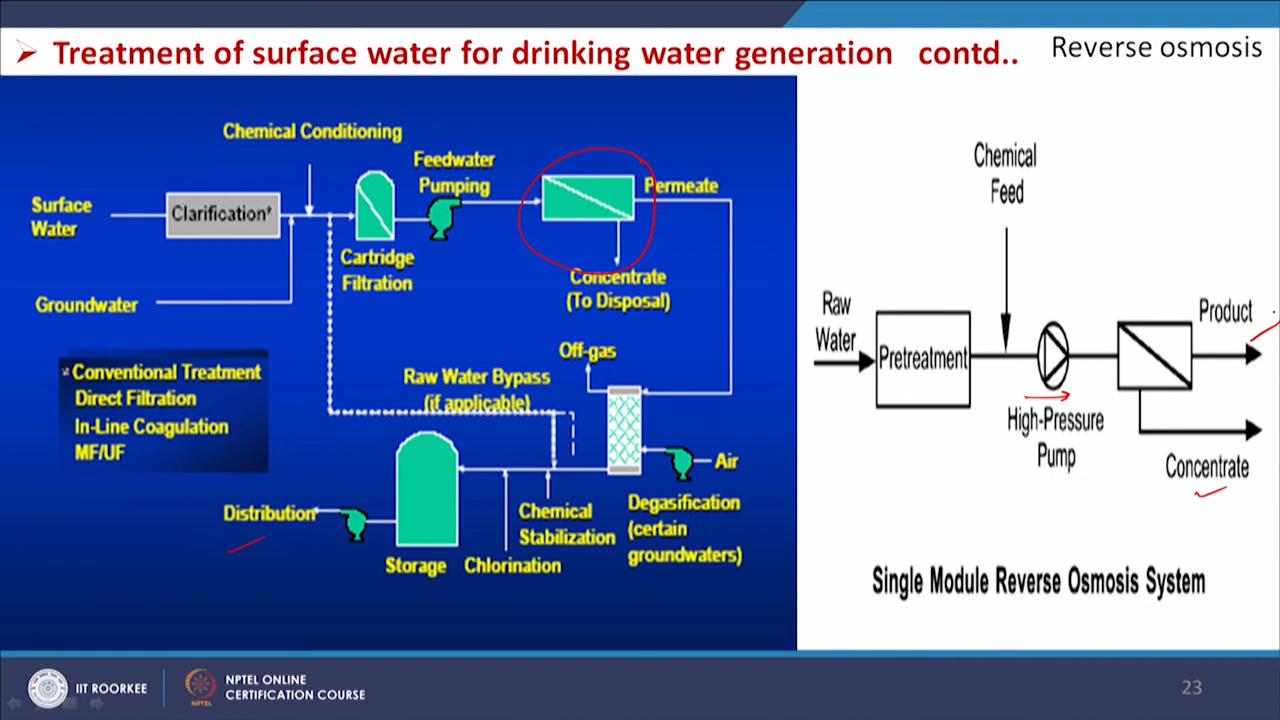 Treatment of surface water for drinking water generation contd..
Reverse osmosis
Chemical Conditioning
Feedwater
Pumping
Permeate
Surface
Water
Clarification*
Cartridge
Filtration
Concentrate
(To Disposal)
Groundwater
Off-gas
* Conventional Treatment
Direct Filtration
In-Line Coagulation
MF/UF
Raw Water Bypass
(if applicable)
Air
Distribution
Chemical
Stabilization
Degasification
(certain
groundwaters)
Storage
Chlorination
Chemical
Feed
Raw
Water
Pretreatment
Product
High-Pressure
Pump
Concentrate
Single Module Reverse Osmosis System
IIT ROORKEE
NPTEL
NPTEL ONLINE
CERTIFICATION COURSE
23